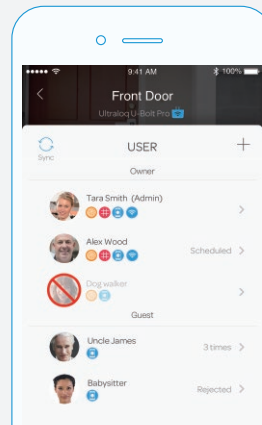 9:41 AM 100%
Front Door
Ultraloq U-Bolt Pro
Sync USER
Owner
Tara Smith (Admin)
Alex Wood Scheduled
Dog walker
Guest
Uncle James 3 times
Babysitter Rejected